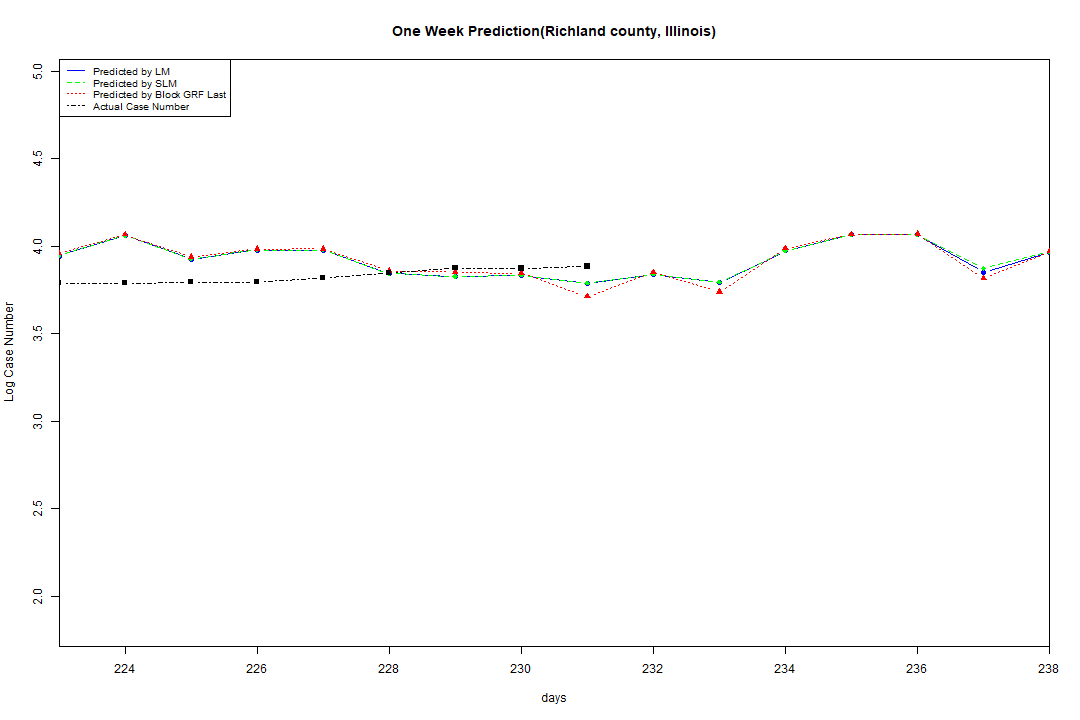 One Week Prediction(Richland county, Illinois)
Predicted by LM
Predicted by SLM
Predicted by Block GRF Last
Actual Case Number
5.0
4.5
4.0
3.5
3.0
2.5
2.0
Log Case Number
224 226 228 230 232 234 236 238
days